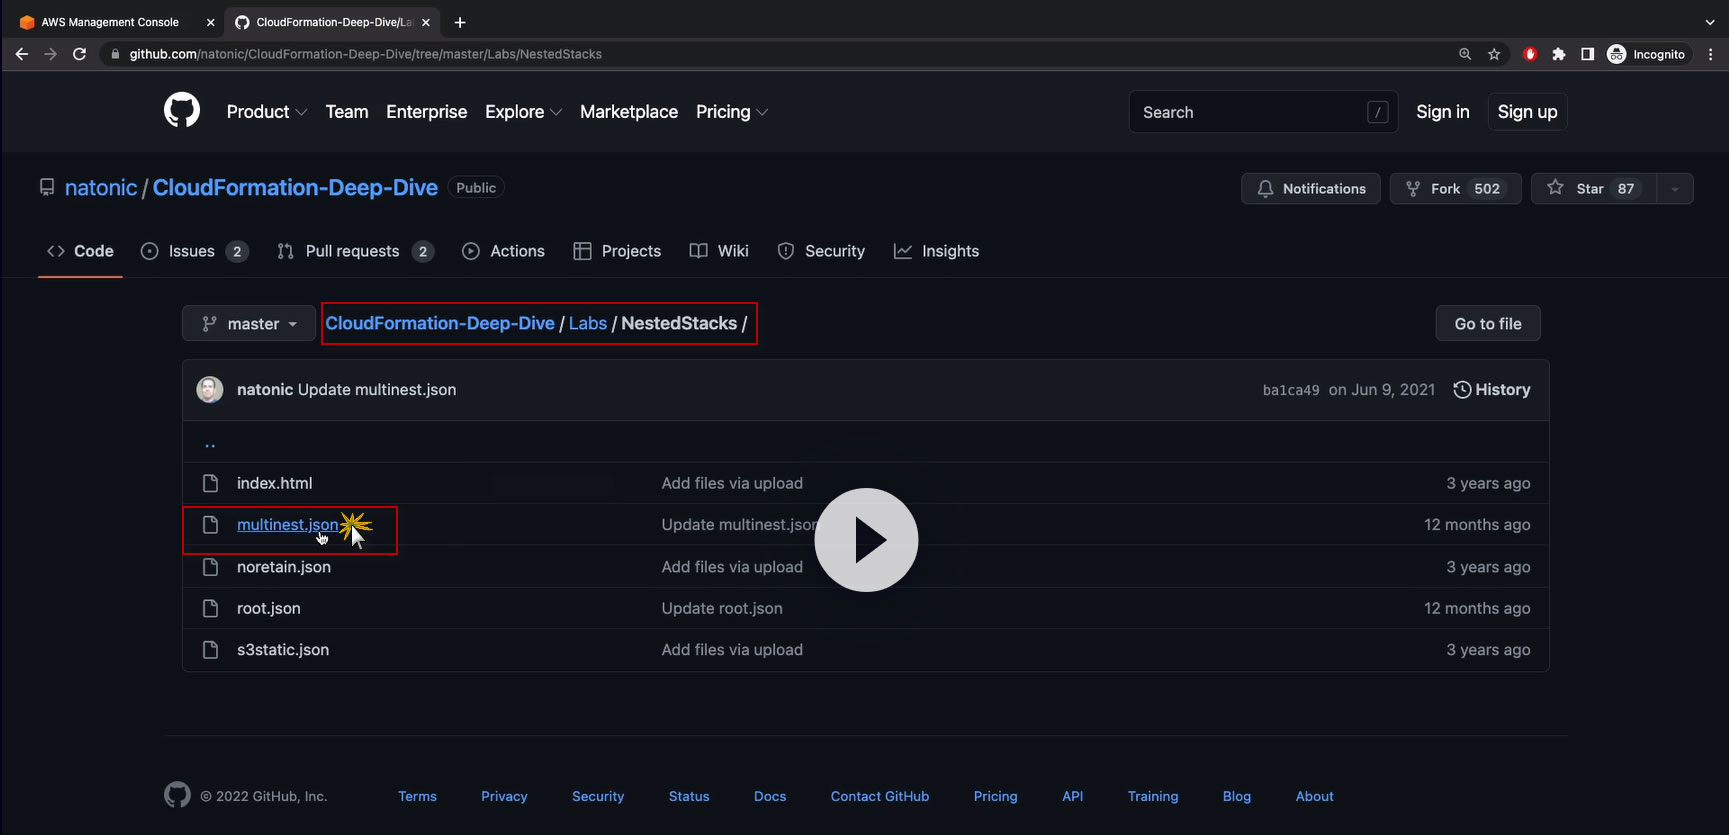 AWS Management Console
CloudFormation-Deep-Dive/La
github.com/natonic/CloudFormation-Deep-Dive/tree/master/Labs/NestedStacks
Incognito
Product Team Enterprise Explore Marketplace Pricing
Search /
Sign in
Sign up
natonic / CloudFormation-Deep-Dive Public
Notifications
Fork 502
Star 87
Code
Issues 2
Pull requests 2
Actions
Projects
Wiki
Security
Insights
master
CloudFormation-Deep-Dive / Labs / NestedStacks /
Go to file
natonic Update multinest.json
ba1ca49 on Jun 9, 2021
History
..
index.html Add files via upload 3 years ago
multinest.json Update multinest.json 12 months ago
noretain.json Add files via upload 3 years ago
root.json Update root.json 12 months ago
s3static.json Add files via upload 3 years ago
© 2022 GitHub, Inc.
Terms Privacy Security Status Docs Contact GitHub Pricing API Training Blog About